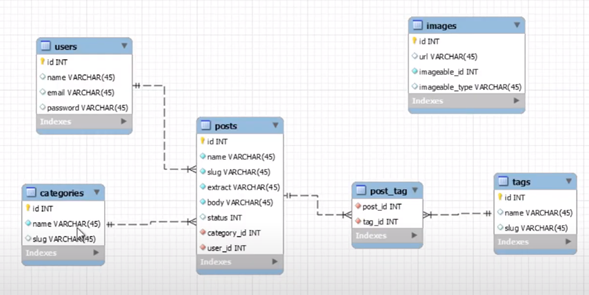 users
id INT
name VARCHAR(45)
email VARCHAR(45)
password VARCHAR(45)
Indexes
images
id INT
url VARCHAR(45)
imageable_id INT
imageable_type VARCHAR(45)
Indexes
posts
id INT
name VARCHAR(45)
slug VARCHAR(45)
extract VARCHAR(45)
body VARCHAR(45)
status INT
category_id INT
user_id INT
Indexes
categories
id INT
name VARCHAR(45)
slug VARCHAR(45)
Indexes
post_tag
post_id INT
tag_id INT
Indexes
tags
id INT
name VARCHAR(45)
slug VARCHAR(45)
Indexes